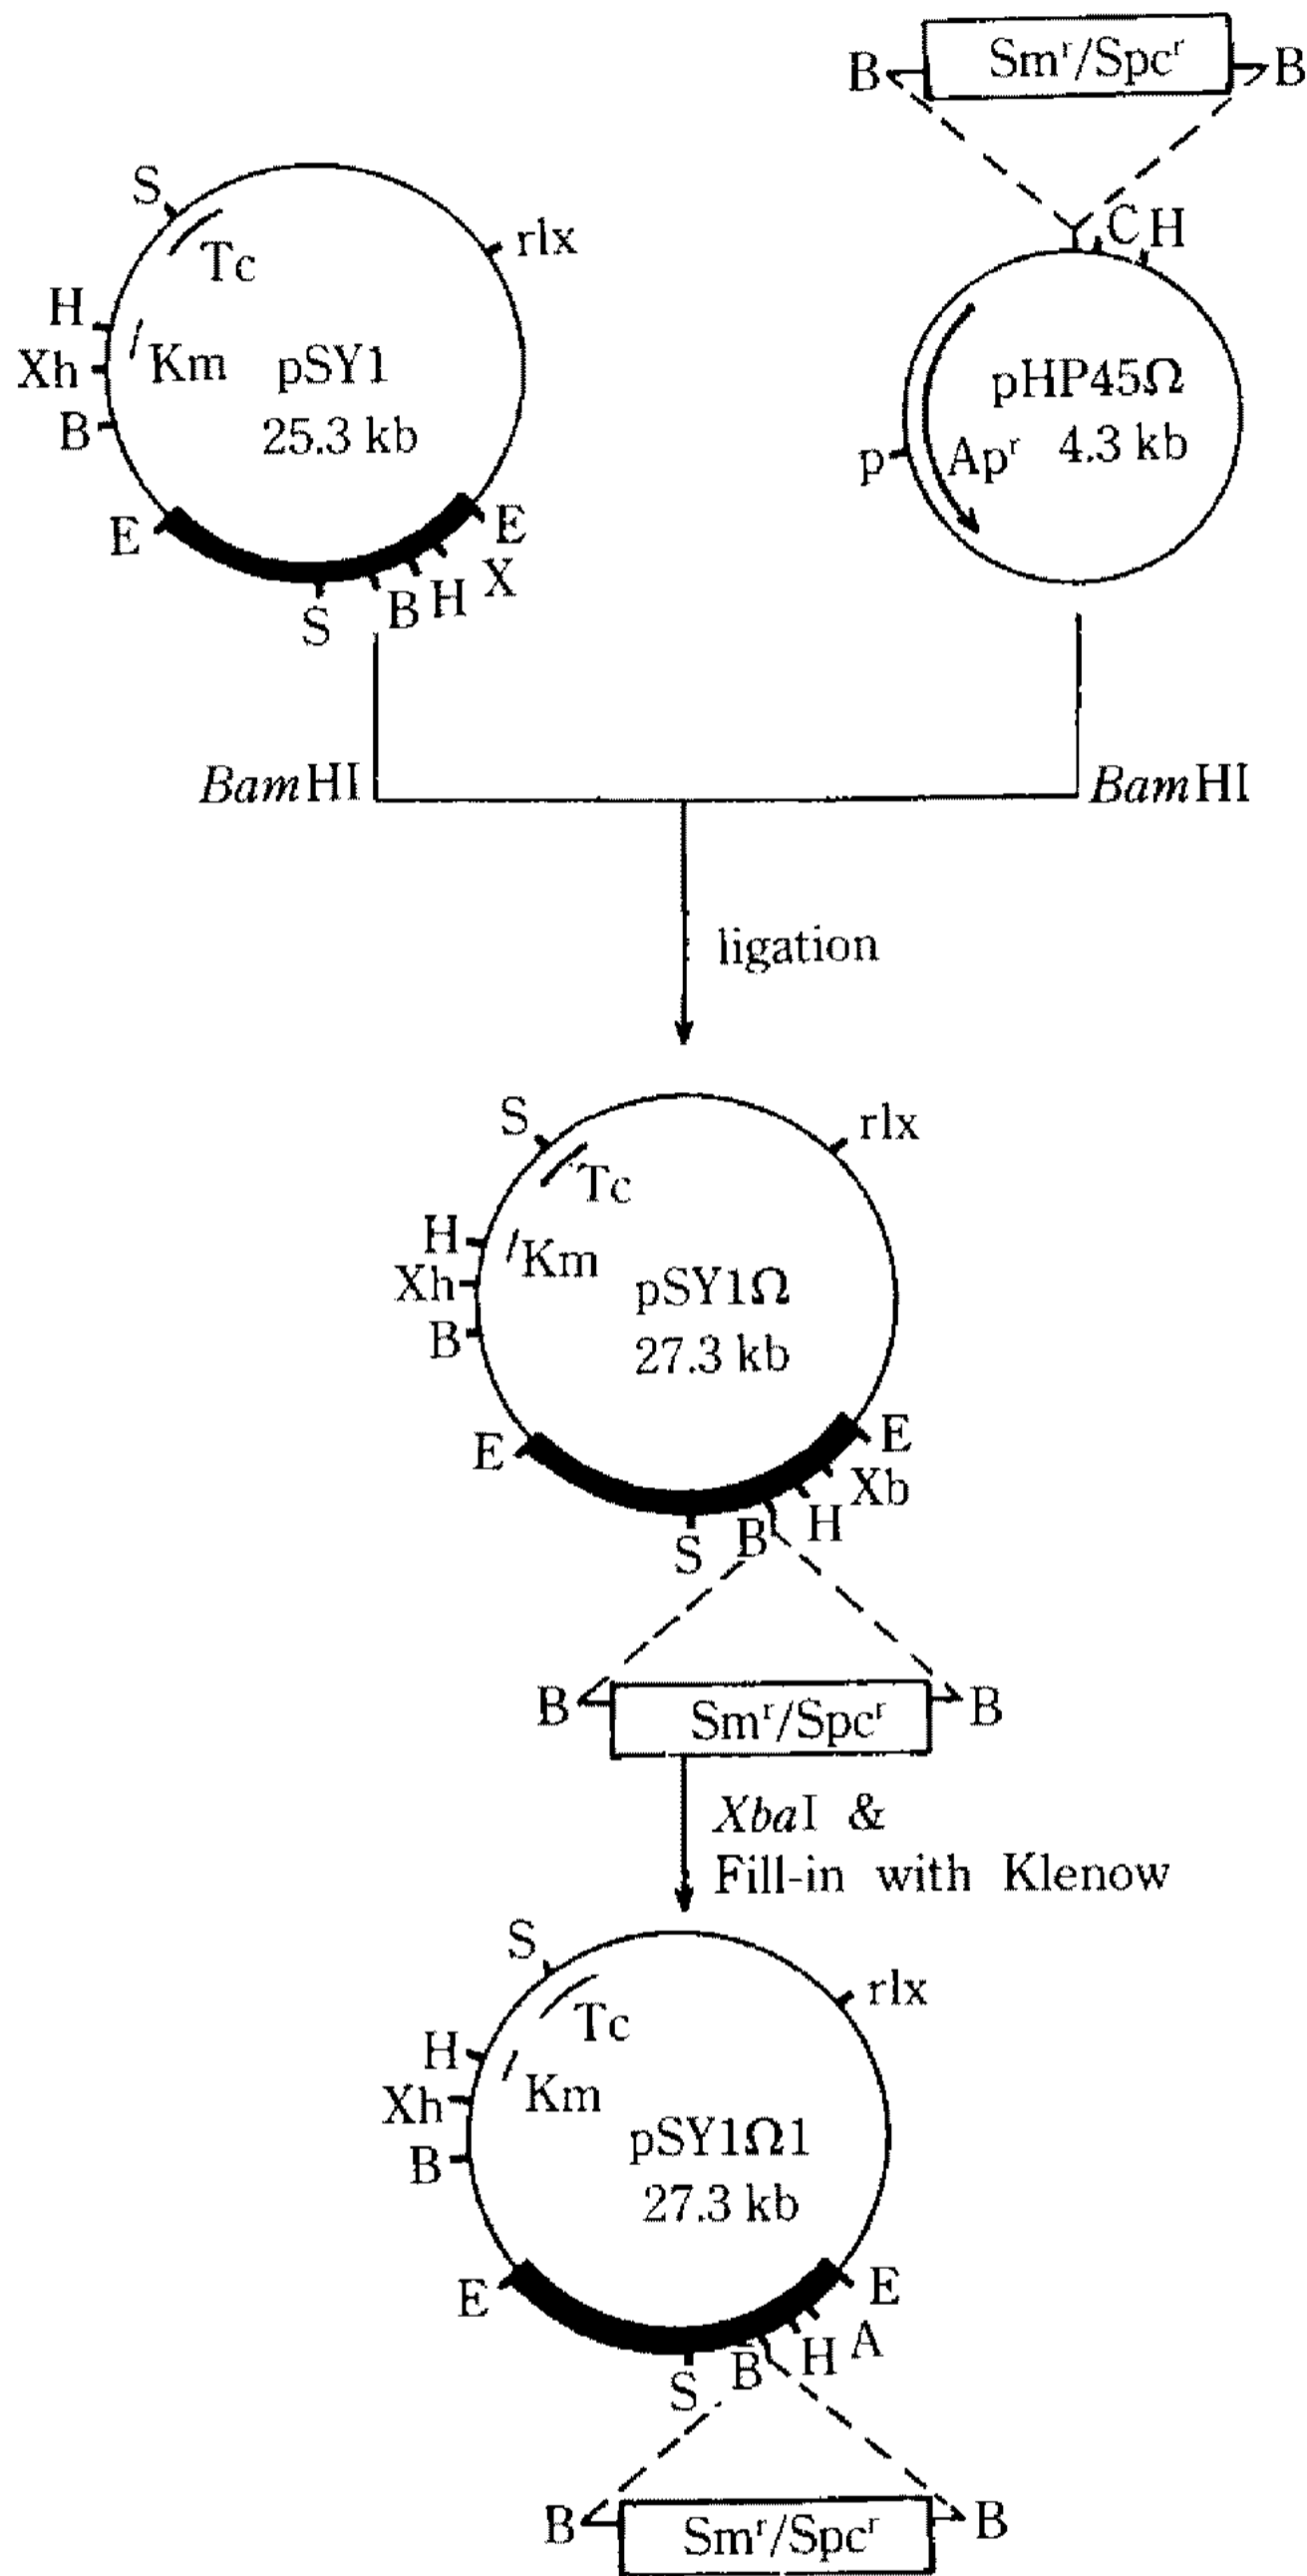 B
Smʳ/Spcʳ
B
S
Tc
rlx
H
Xh
B
Km
pSY1
25.3 kb
E
S
B
H
X
E
C
H
pHP45Ω
4.3 kb
p
Apʳ
BamHI
BamHI
ligation
S
Tc
rlx
H
Xh
B
Km
pSY1Ω
27.3 kb
E
S
B
H
Xb
E
B
Smʳ/Spcʳ
B
XbaI &
Fill-in with Klenow
S
Tc
rlx
H
Xh
B
Km
pSY1Ω1
27.3 kb
E
S
B
H
A
E
B
Smʳ/Spcʳ
B